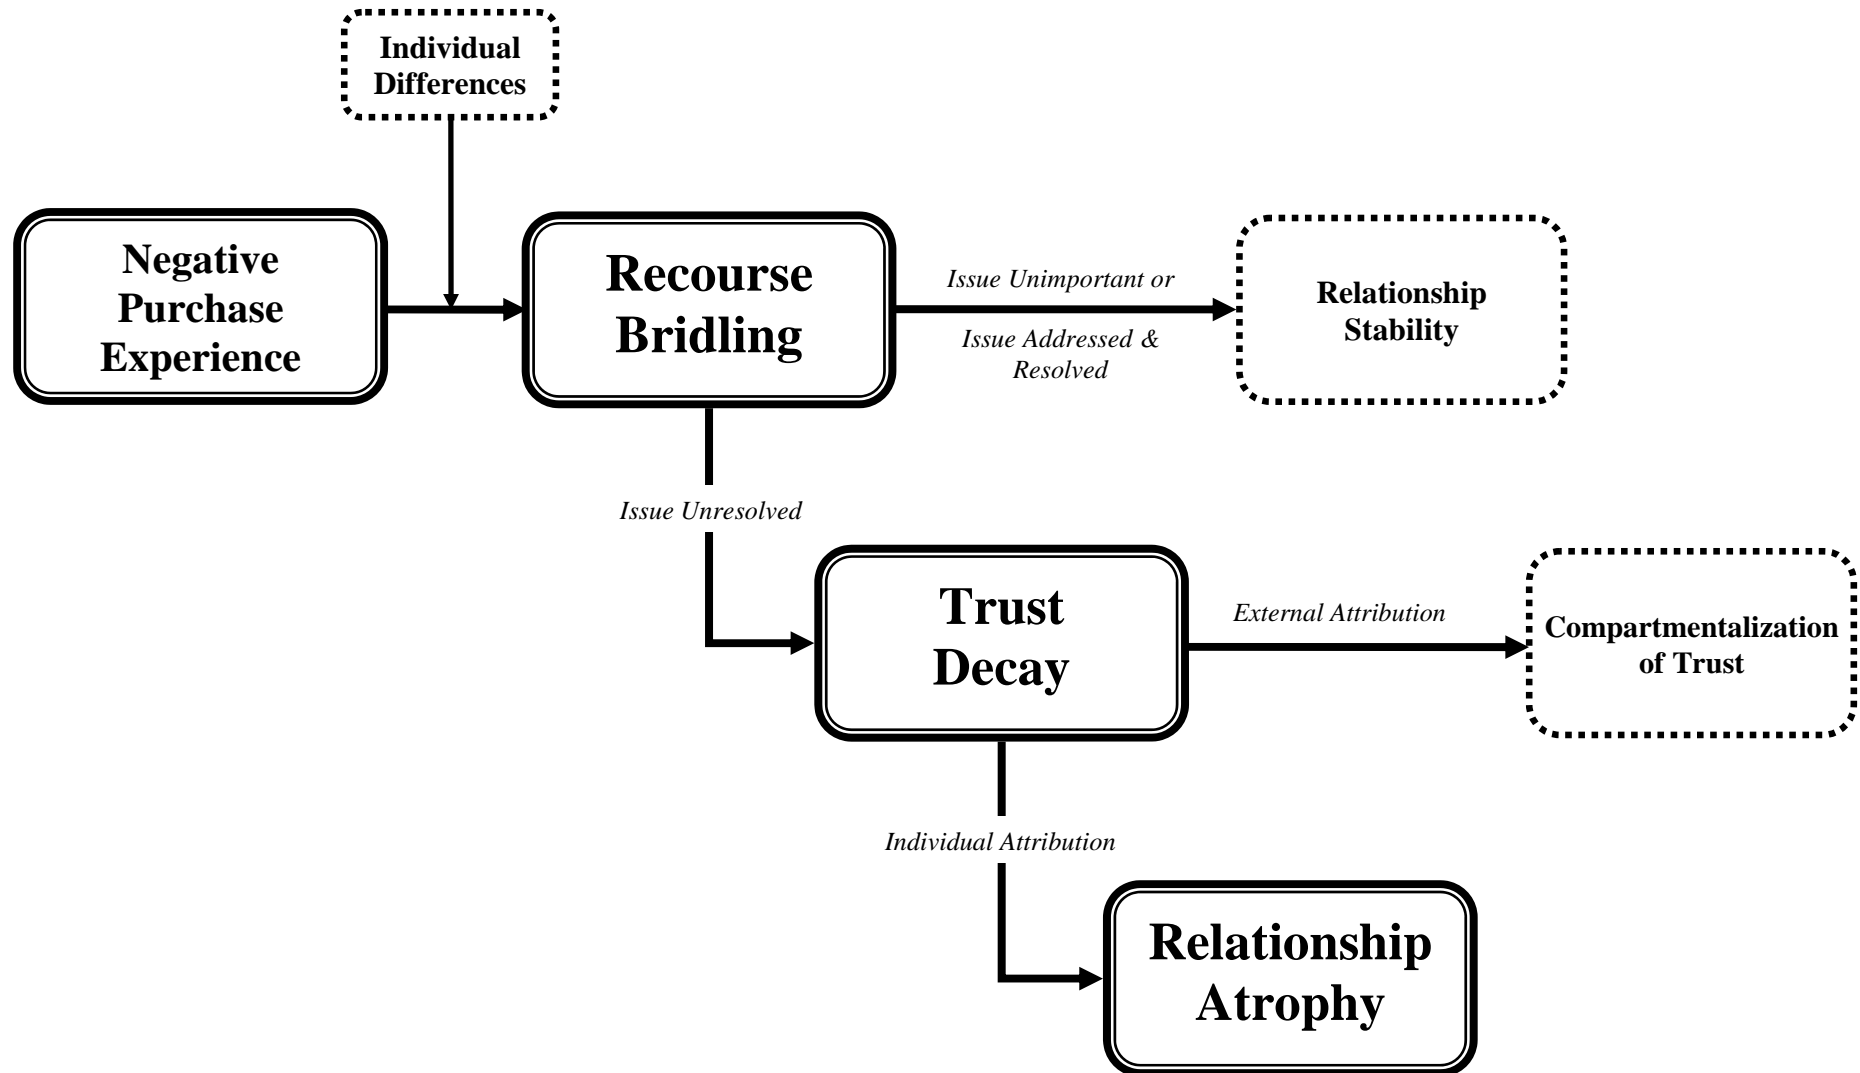 Individual
Differences
Negative
Purchase
Experience
Recourse
Bridling
Issue Unimportant or
Issue Addressed &
Resolved
Relationship
Stability
Issue Unresolved
Trust
Decay
External Attribution
Compartmentalization
of Trust
Individual Attribution
Relationship
Atrophy